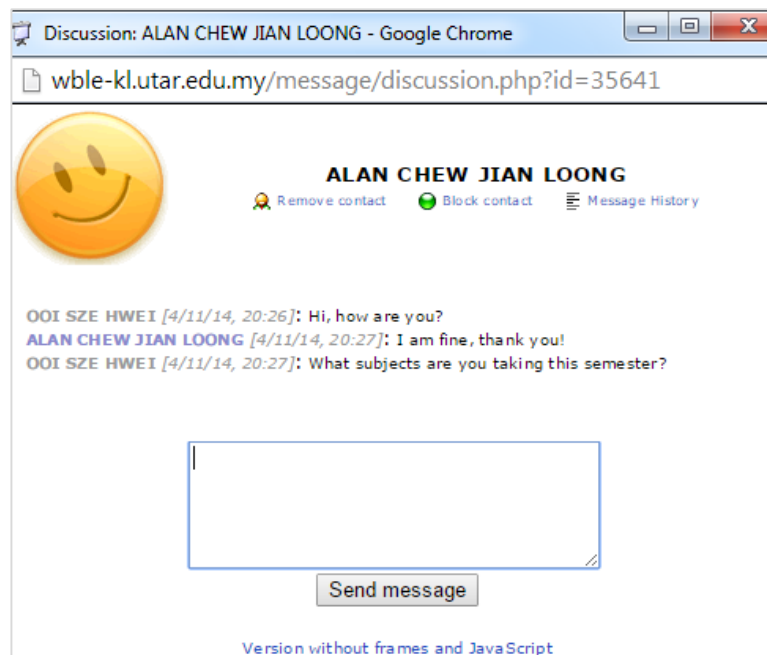 Discussion: ALAN CHEW JIAN LOONG - Google Chrome
wble-kl.utar.edu.my/message/discussion.php?id=35641
ALAN CHEW JIAN LOONG
Remove contact Block contact Message History
OOI SZE HWEI [4/11/14, 20:26]: Hi, how are you?
ALAN CHEW JIAN LOONG [4/11/14, 20:27]: I am fine, thank you!
OOI SZE HWEI [4/11/14, 20:27]: What subjects are you taking this semester?
Send message
Version without frames and JavaScript